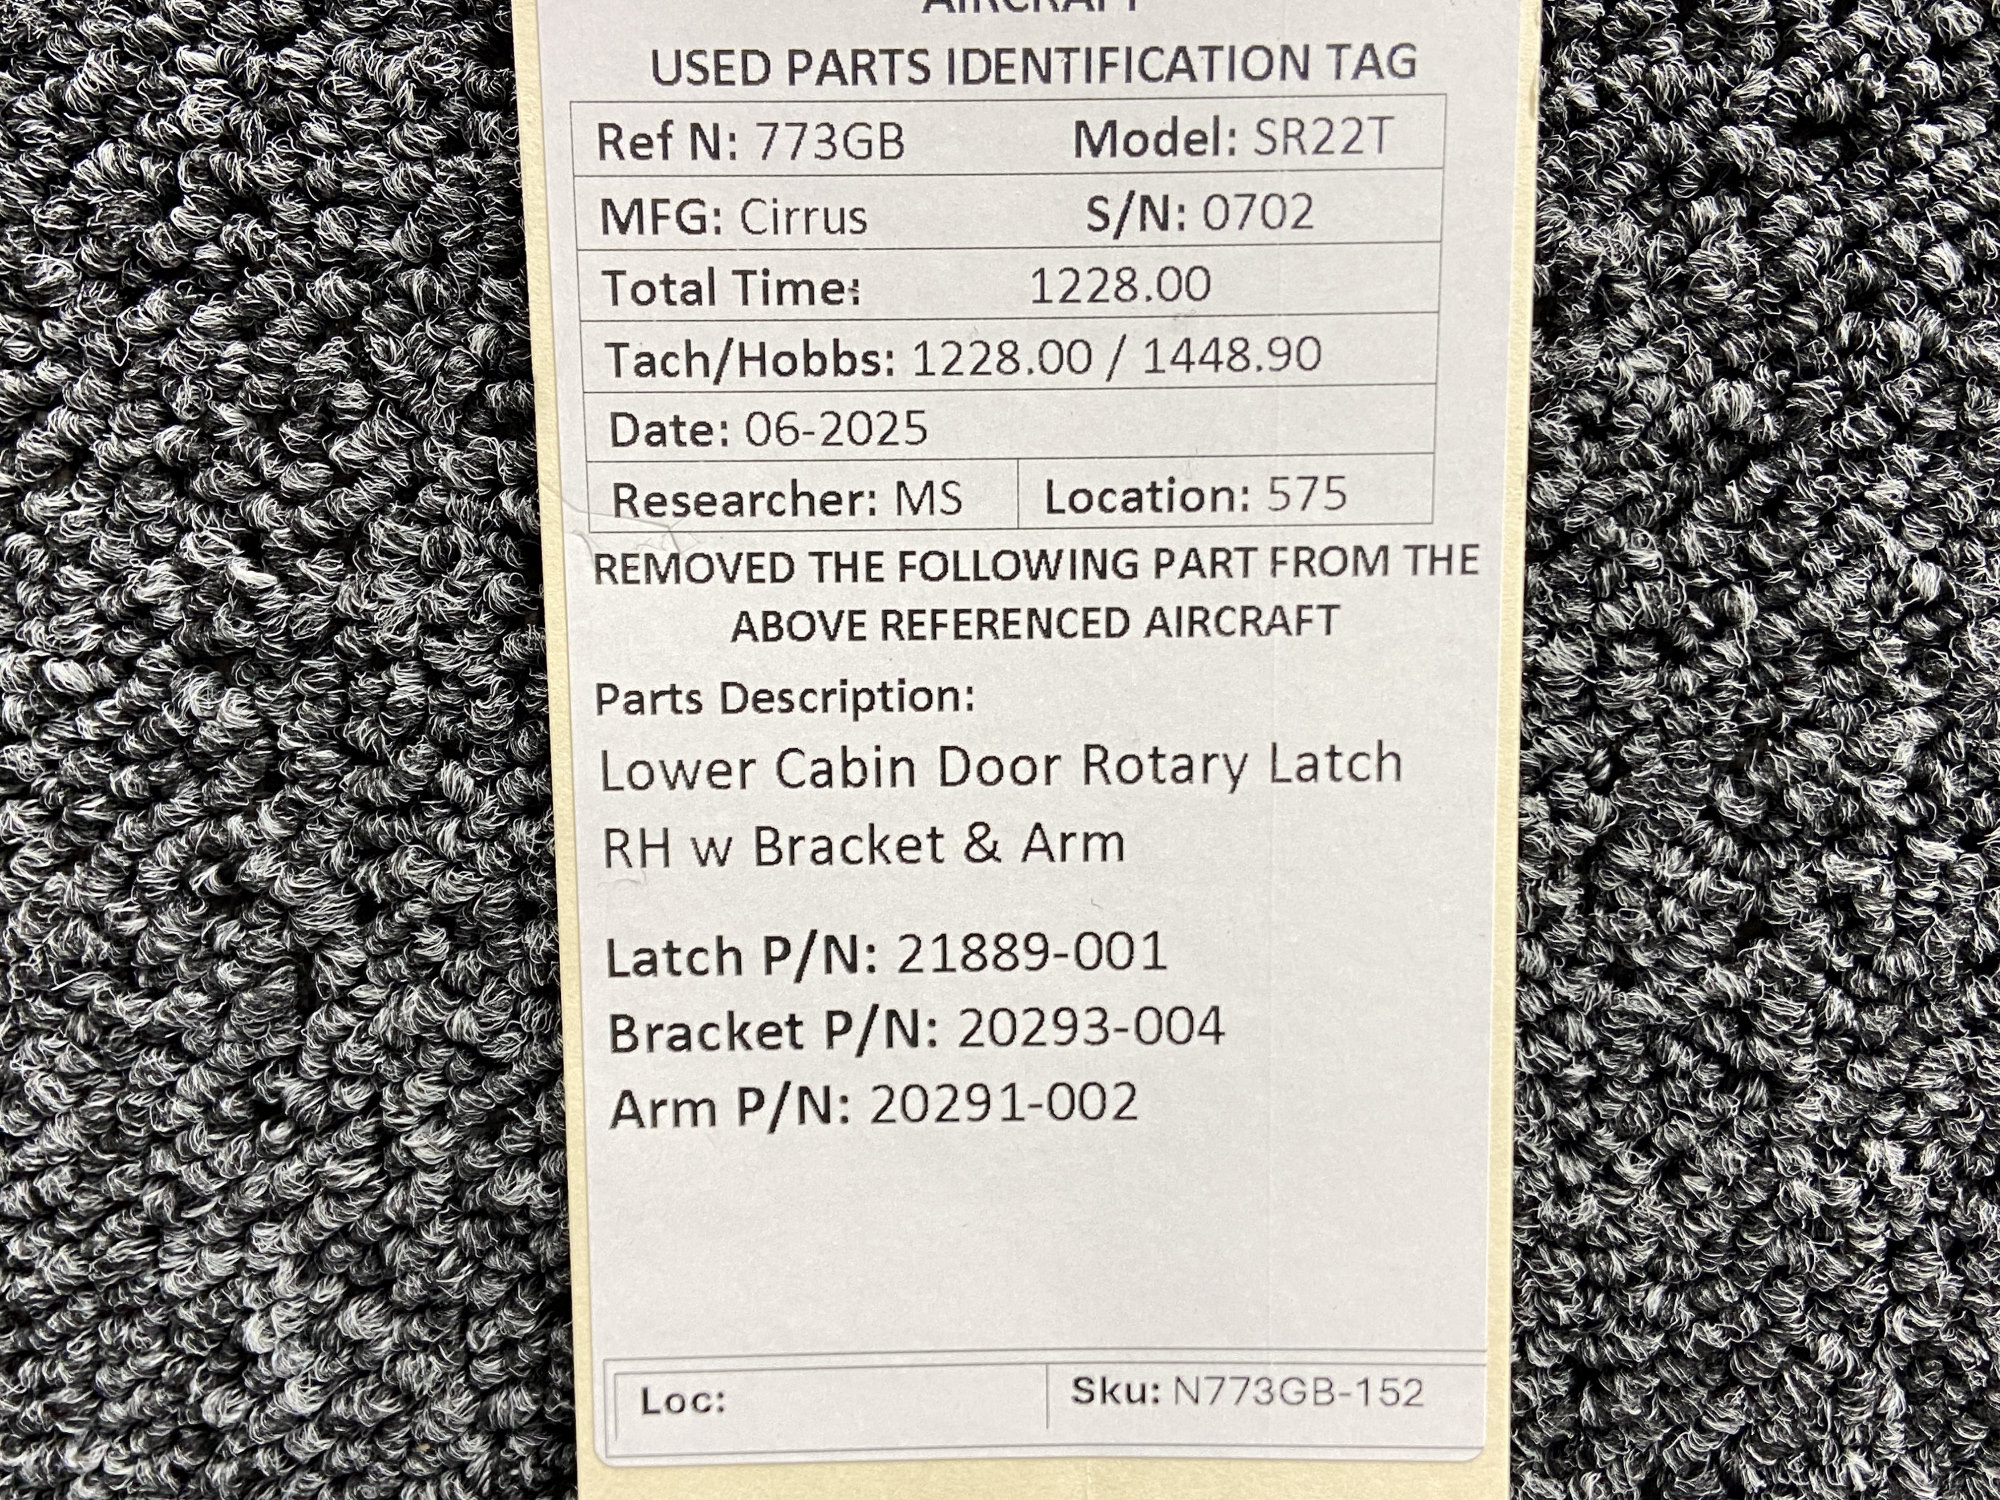 AIRCRAFT
USED PARTS IDENTIFICATION TAG
Ref N: 773GB Model: SR22T
MFG: Cirrus S/N: 0702
Total Time: 1228.00
Tach/Hobbs: 1228.00 / 1448.90
Date: 06-2025
Researcher: MS Location: 575
REMOVED THE FOLLOWING PART FROM THE
ABOVE REFERENCED AIRCRAFT
Parts Description:
Lower Cabin Door Rotary Latch
RH w Bracket & Arm
Latch P/N: 21889-001
Bracket P/N: 20293-004
Arm P/N: 20291-002
Loc: Sku: N773GB-152